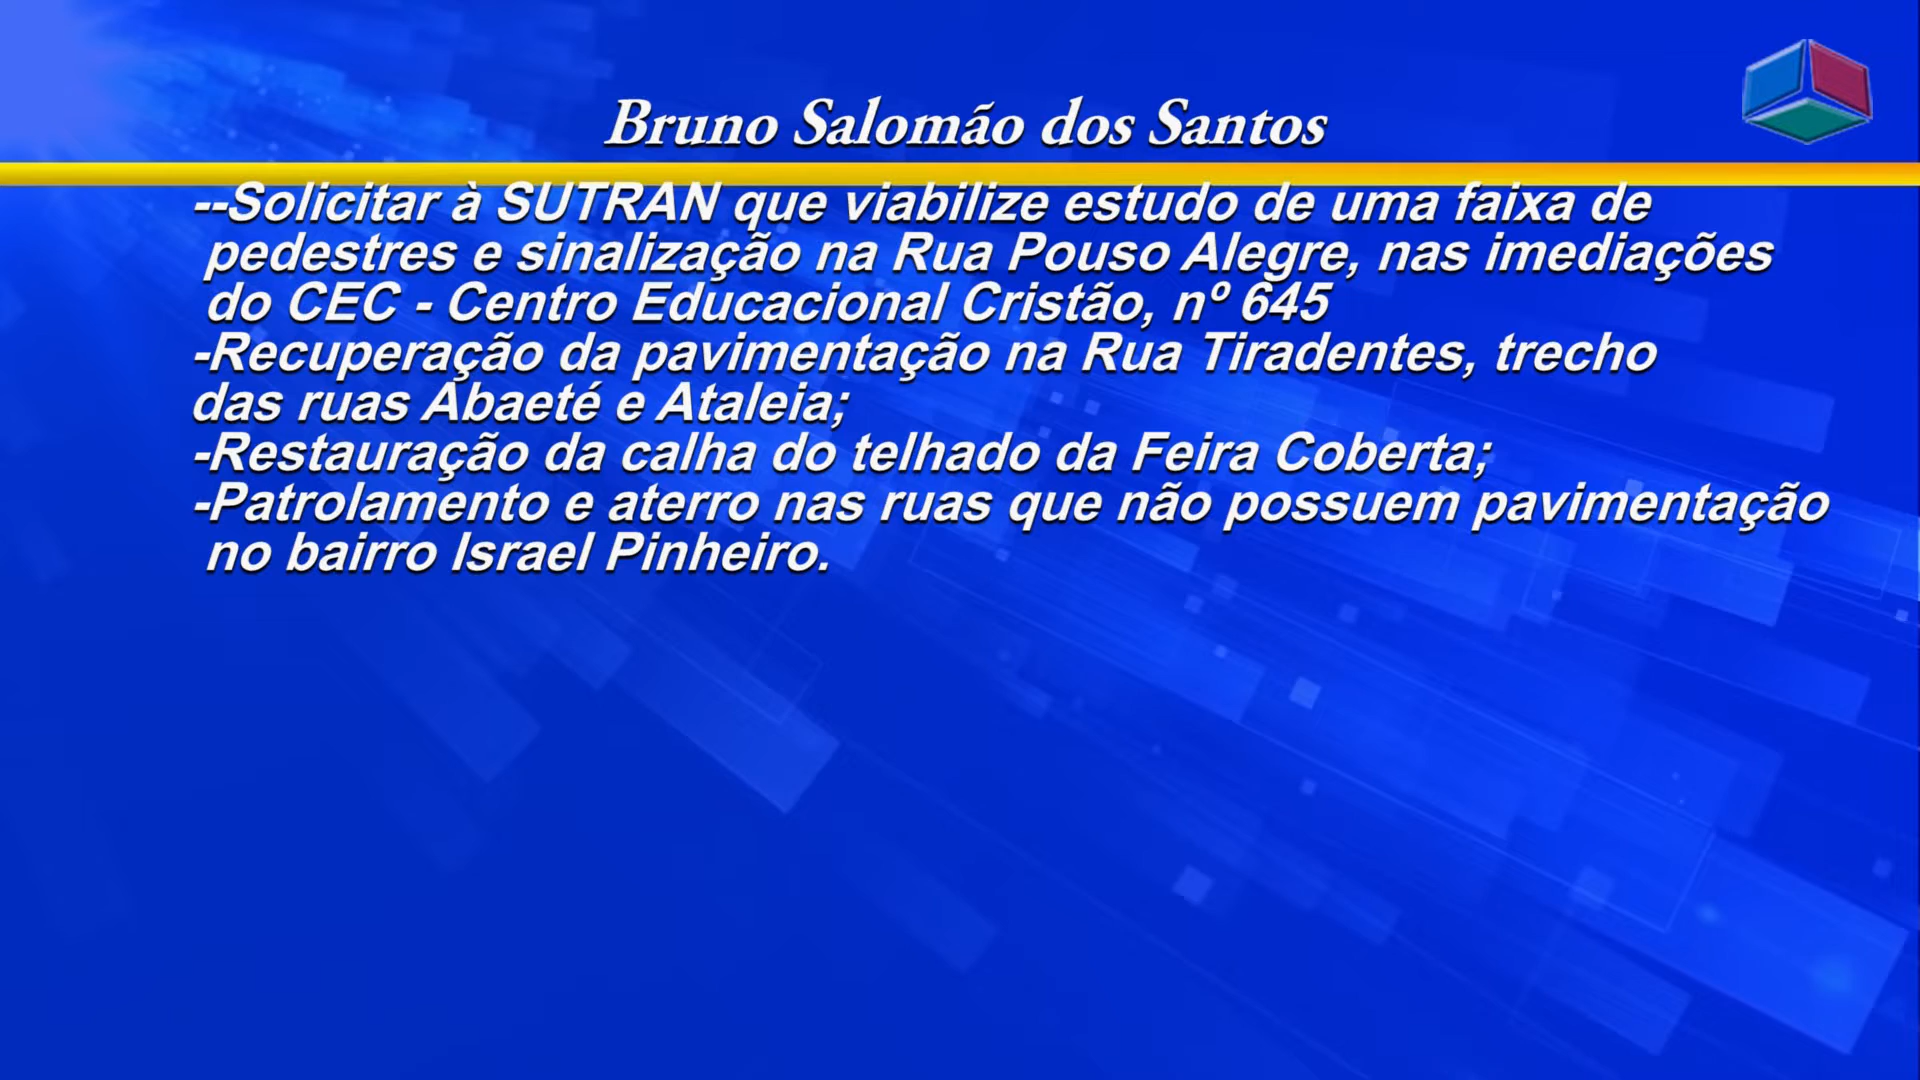 Bruno Salomão dos Santos
--Solicitar à SUTRAN que viabilize estudo de uma faixa de
pedestres e sinalização na Rua Pouso Alegre, nas imediações
do CEC - Centro Educacional Cristão, nº 645
-Recuperação da pavimentação na Rua Tiradentes, trecho
das ruas Abaeté e Ataleia;
-Restauração da calha do telhado da Feira Coberta;
-Patrolamento e aterro nas ruas que não possuem pavimentação
no bairro Israel Pinheiro.